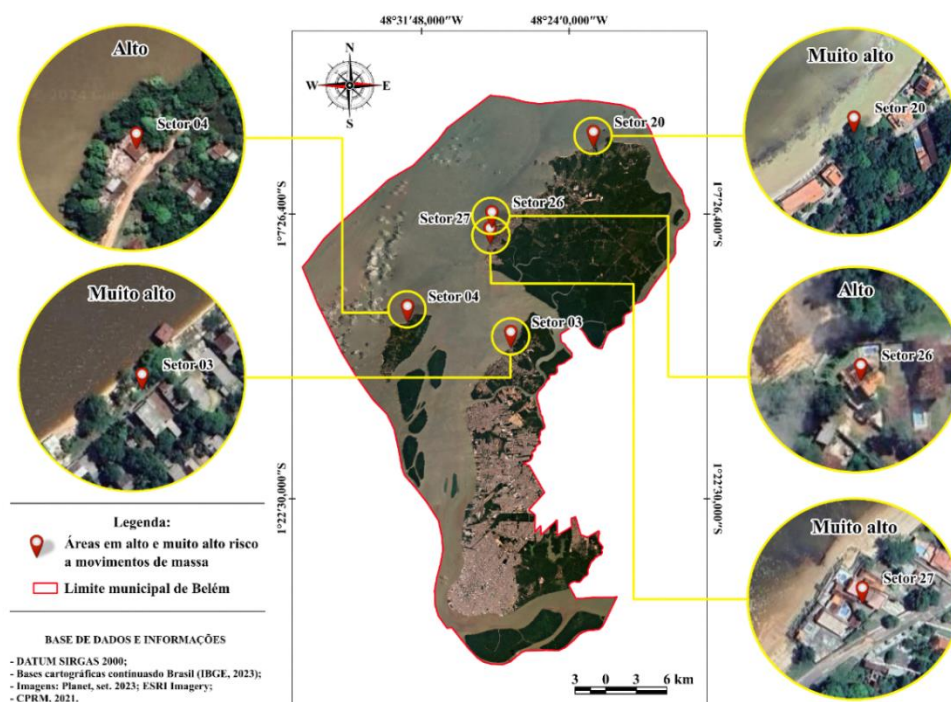 48°31'48,000"W
48°24'0,000"W
Alto
Setor 04
Muito alto
Setor 20
N
W
E
S
Setor 20
Setor 26
Setor 27
Setor 04
Setor 03
1°7'26,400"S
1°7'26,400"S
Muito alto
Setor 03
Alto
Setor 26
1°22'30,000"S
1°22'30,000"S
Muito alto
Setor 27
Legenda:
Áreas em alto e muito alto risco
a movimentos de massa
Limite municipal de Belém
BASE DE DADOS E INFORMAÇÕES
- DATUM SIRGAS 2000;
- Bases cartográficas continuasdo Brasil (IBGE, 2023);
- Imagens: Planet, set. 2023; ESRI Imagery;
- CPRM, 2021.
3 0 3 6 km